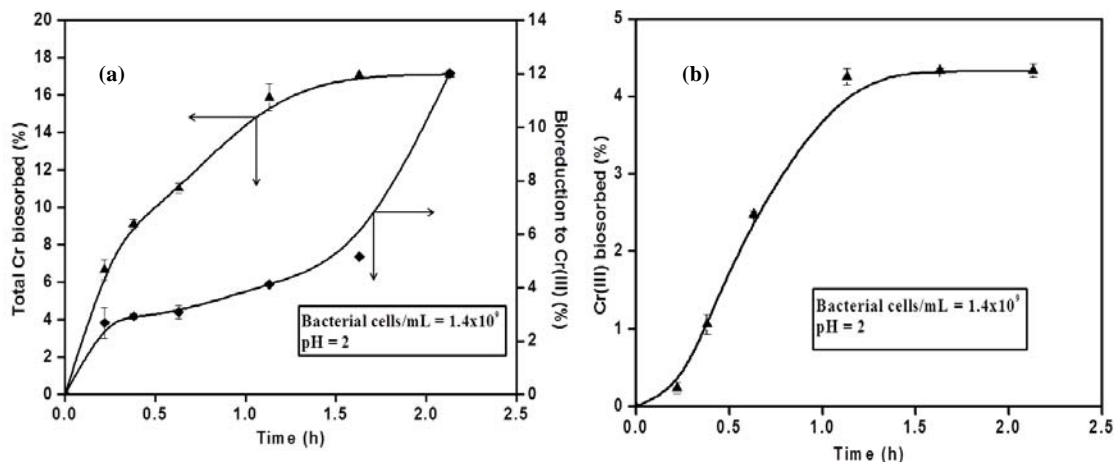 (a)
Total Cr biosorbed (%)
20
18
16
14
12
10
8
6
4
2
0
0.0 0.5 1.0 1.5 2.0 2.5
Time (h)
14
12
10
8
6
4
2
0
Bioreduction to Cr(III) (%)
Bacterial cells/mL = 1.4x10⁹
pH = 2
(b)
Cr(III) biosorbed (%)
5
4
3
2
1
0
0.0 0.5 1.0 1.5 2.0 2.5
Time (h)
Bacterial cells/mL = 1.4x10⁹
pH = 2